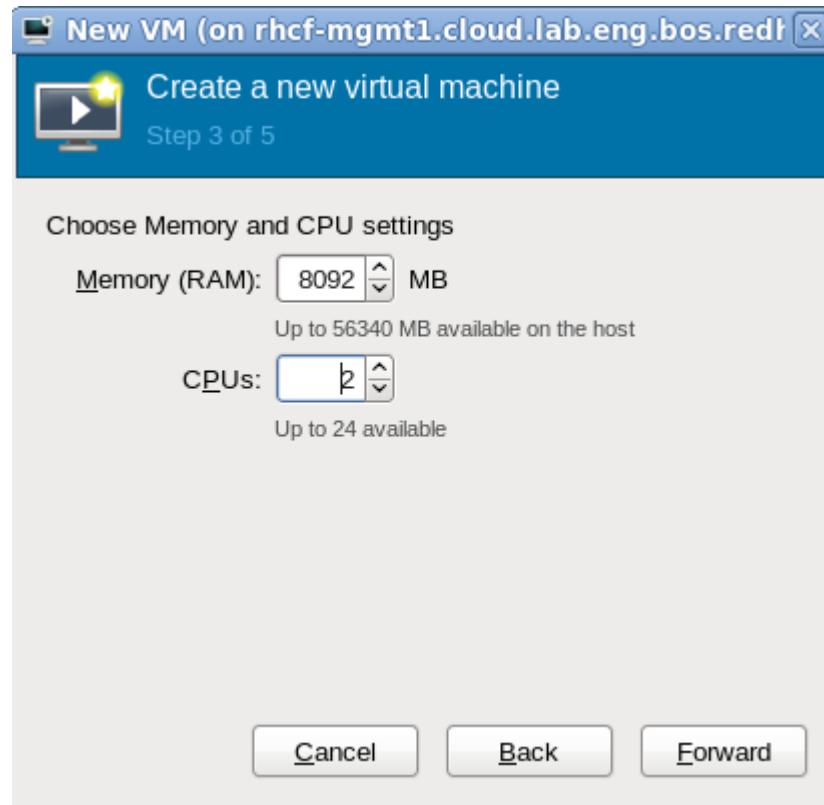 New VM (on rhcf-mgmt1.cloud.lab.eng.bos.redh
Create a new virtual machine
Step 3 of 5
Choose Memory and CPU settings
Memory (RAM): 8092 MB
Up to 56340 MB available on the host
CPUs: 2
Up to 24 available
Cancel Back Forward